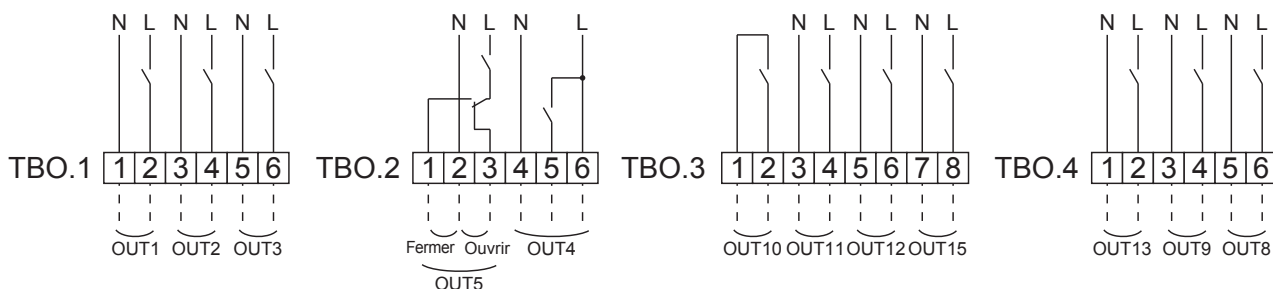 N L N L N L N L N L N L N L N L N L N L N L
TBO.1 1 2 3 4 5 6 TBO.2 1 2 3 4 5 6 TBO.3 1 2 3 4 5 6 7 8 TBO.4 1 2 3 4 5 6
OUT1 OUT2 OUT3 Fermer Ouvrir OUT4 OUT10 OUT11 OUT12 OUT15 OUT13 OUT9 OUT8
OUT5